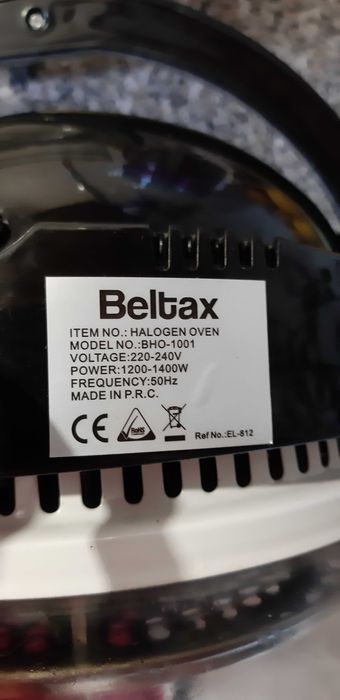 Beltax
ITEM NO.: HALOGEN OVEN
MODEL NO.:BHO-1001
VOLTAGE:220-240V
POWER:1200-1400W
FREQUENCY:50Hz
MADE IN P.R.C.
CE RoHS
Ref No.:EL-812